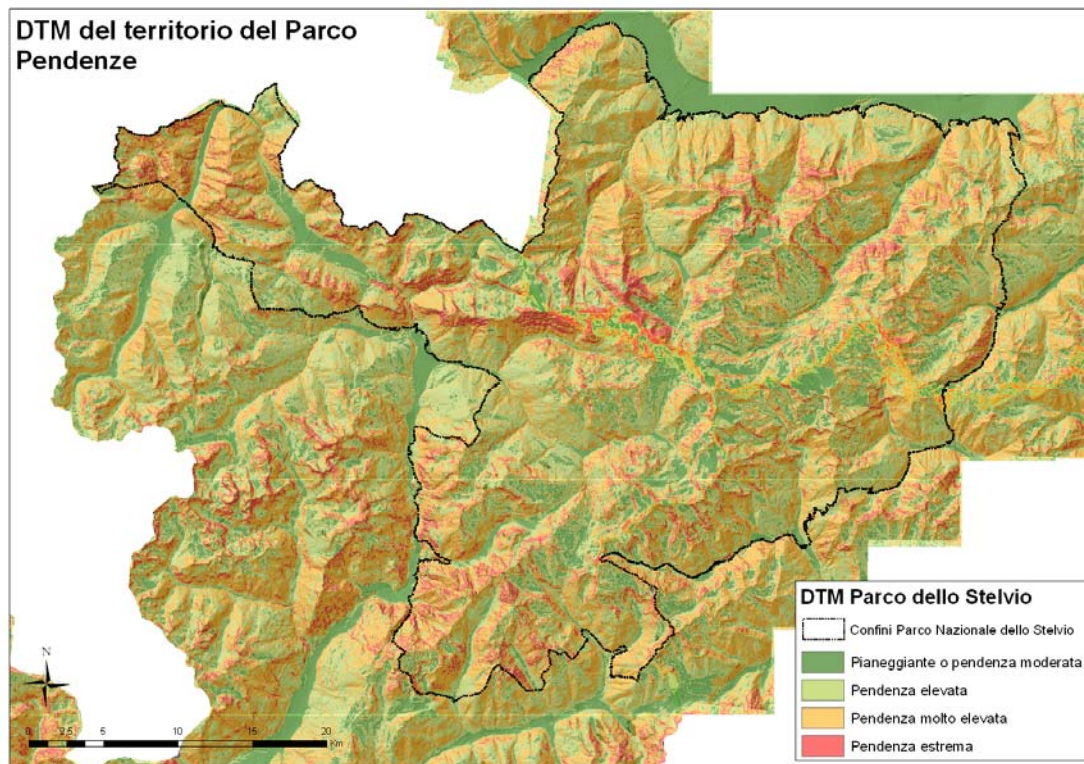 DTM del territorio del Parco
Pendenze
DTM Parco dello Stelvio
Confini Parco Nazionale dello Stelvio
Pianeggiante o pendenza moderata
Pendenza elevata
Pendenza molto elevata
Pendenza estrema
N
0 2,5 5 10 15 20
Km